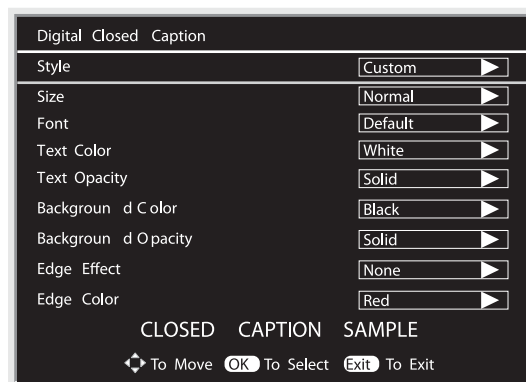 Digital Closed Caption
Style Custom
Size Normal
Font Default
Text Color White
Text Opacity Solid
Backgroun d C olor Black
Backgroun d O pacity Solid
Edge Effect None
Edge Color Red
CLOSED CAPTION SAMPLE
To Move OK To Select Exit To Exit